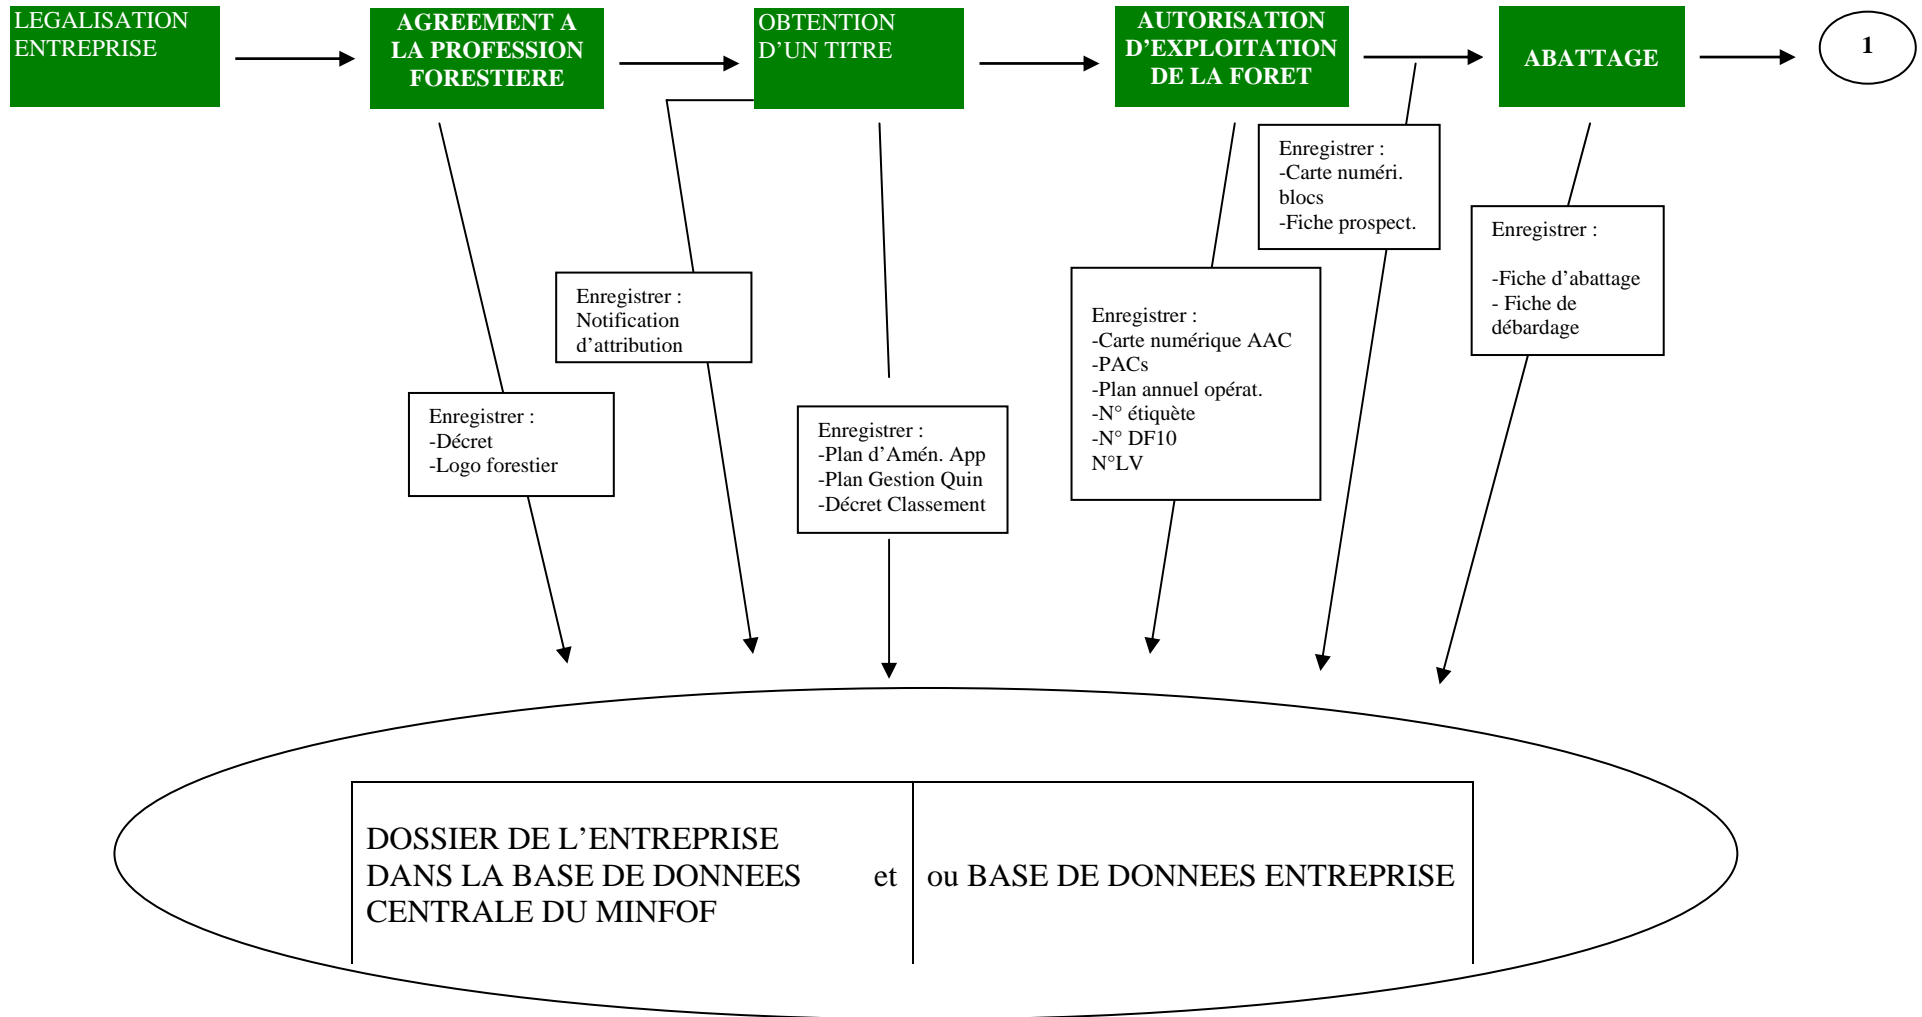 LEGALISATION
ENTREPRISE
AGREEMENT A
LA PROFESSION
FORESTIERE
OBTENTION
D'UN TITRE
AUTORISATION
D'EXPLOITATION
DE LA FORET
ABATTAGE
1
Enregistrer :
-Carte numéri.
blocs
-Fiche prospect.
Enregistrer :
-Fiche d’abattage
- Fiche de
débardage
Enregistrer :
Notification
d’attribution
Enregistrer :
-Carte numérique AAC
-PACs
-Plan annuel opérat.
-N° étiquète
-N° DF10
N°LV
Enregistrer :
-Décret
-Logo forestier
Enregistrer :
-Plan d’Amén. App
-Plan Gestion Quin
-Décret Classement
DOSSIER DE L’ENTREPRISE
DANS LA BASE DE DONNEES et
CENTRALE DU MINFOF
ou BASE DE DONNEES ENTREPRISE